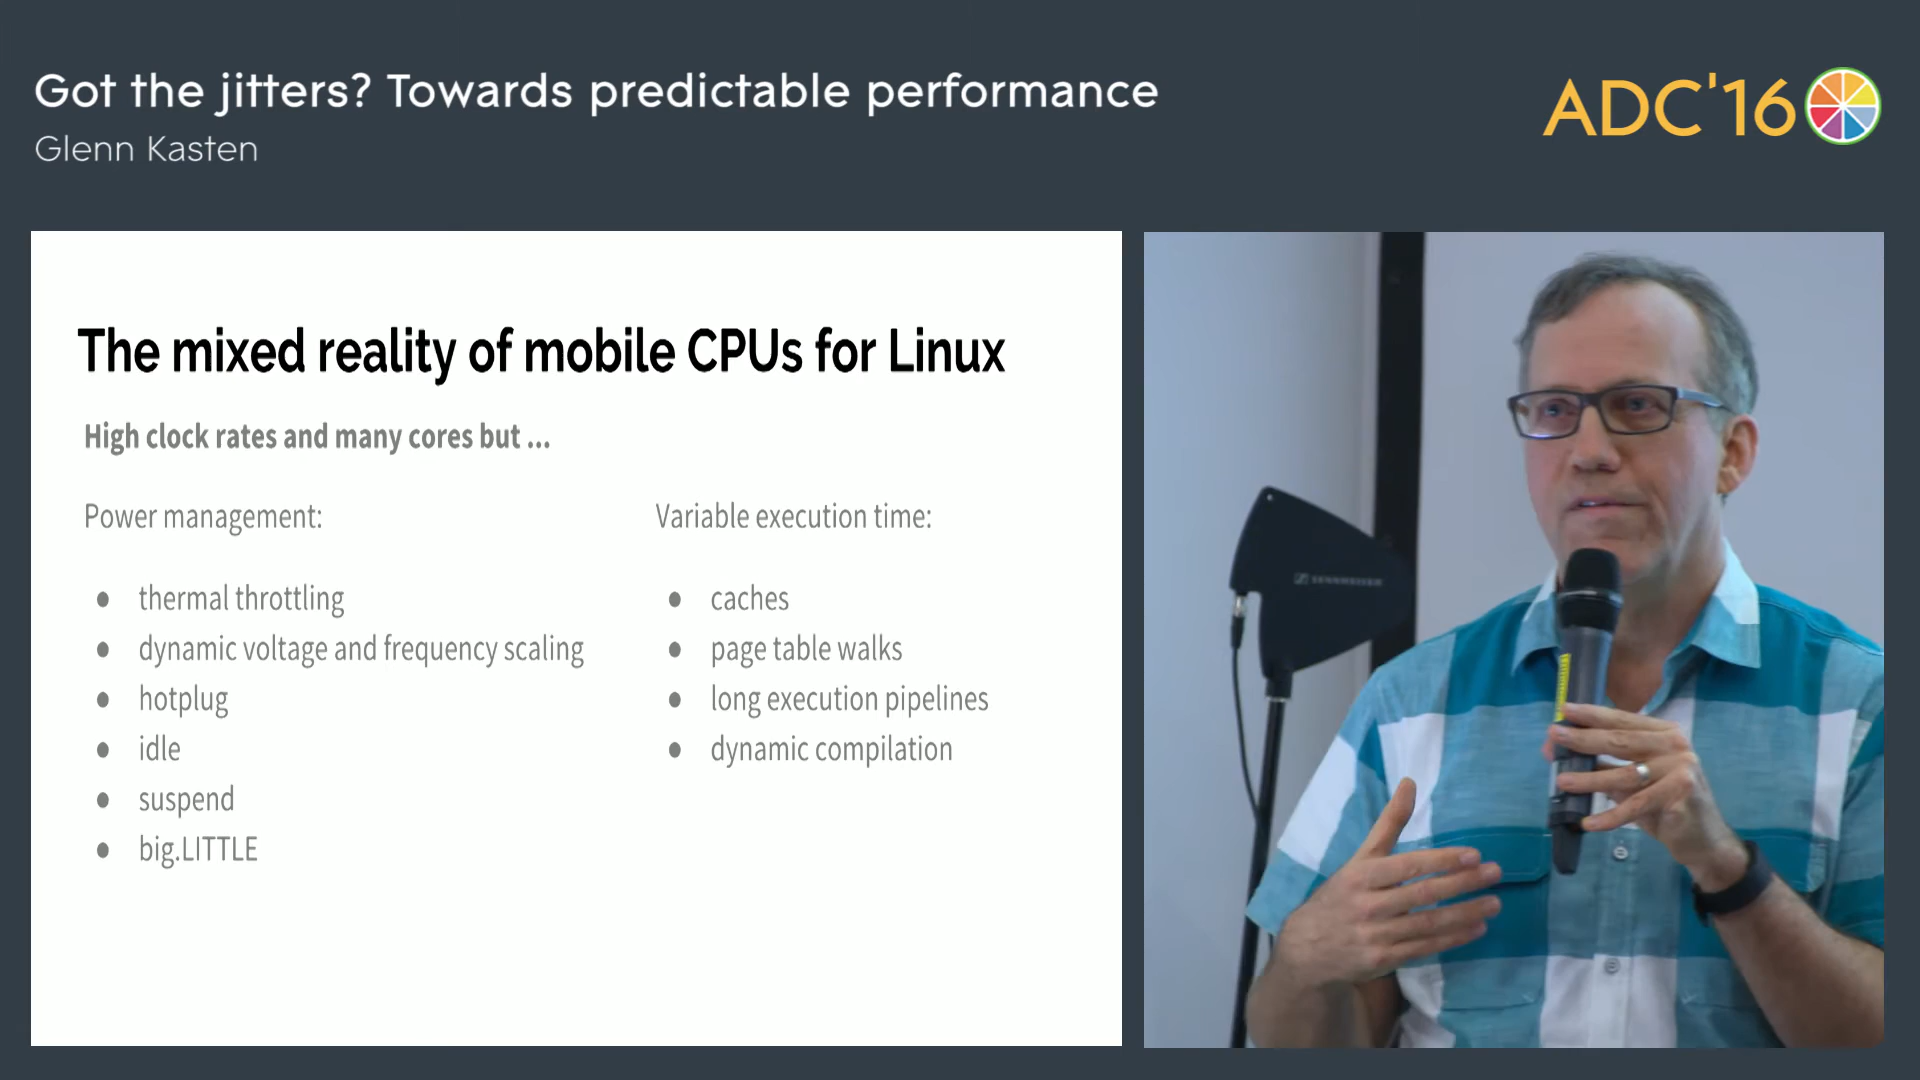 Got the jitters? Towards predictable performance
Glenn Kasten
ADC'16
The mixed reality of mobile CPUs for Linux
High clock rates and many cores but ...
Power management:
● thermal throttling
● dynamic voltage and frequency scaling
● hotplug
● idle
● suspend
● big.LITTLE
Variable execution time:
● caches
● page table walks
● long execution pipelines
● dynamic compilation
SENNHEISER